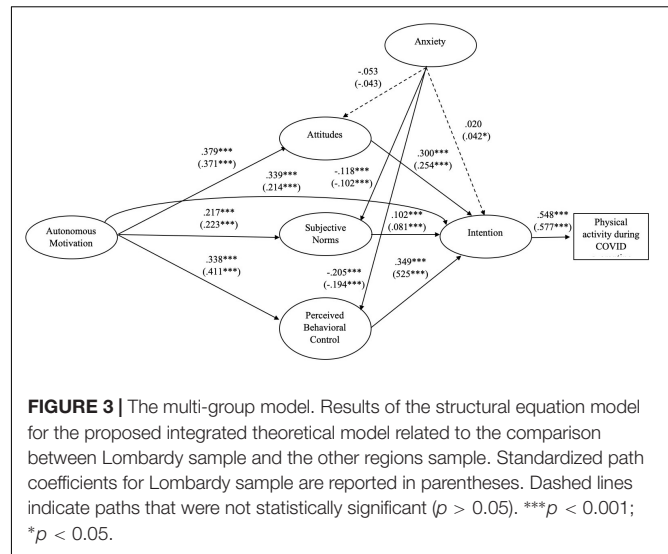 Anxiety
-.053
(-.043)
.020
(.042*)
Attitudes
.379***
(.371***)
.339***
(.214***)
-.118***
(-.102***)
.300***
(.254***)
.217***
(.223***)
.102***
(.081***)
.548***
(.577***)
Autonomous
Motivation
Subjective
Norms
Intention
Physical
activity during
COVID
.338***
(.411***)
-.205***
(-.194***)
.349***
(525***)
Perceived
Behavioral
Control
FIGURE 3 | The multi-group model. Results of the structural equation model
for the proposed integrated theoretical model related to the comparison
between Lombardy sample and the other regions sample. Standardized path
coefficients for Lombardy sample are reported in parentheses. Dashed lines
indicate paths that were not statistically significant (p > 0.05). ***p < 0.001;
*p < 0.05.